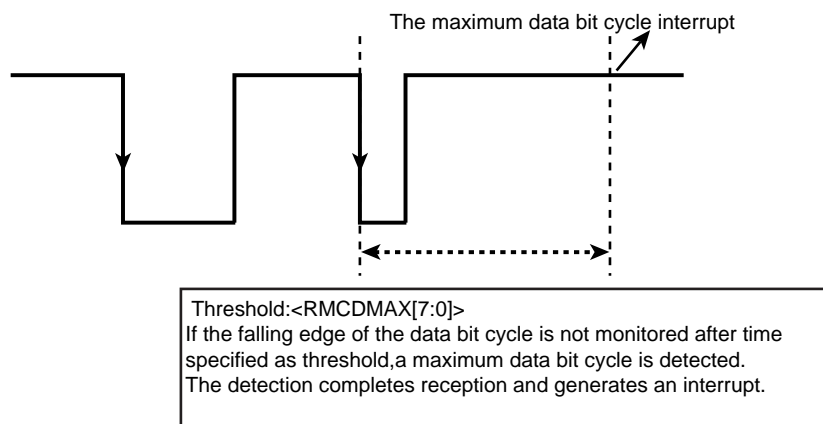 The maximum data bit cycle interrupt
Threshold:<RMCDMAX[7:0]>
If the falling edge of the data bit cycle is not monitored after time
specified as threshold,a maximum data bit cycle is detected.
The detection completes reception and generates an interrupt.